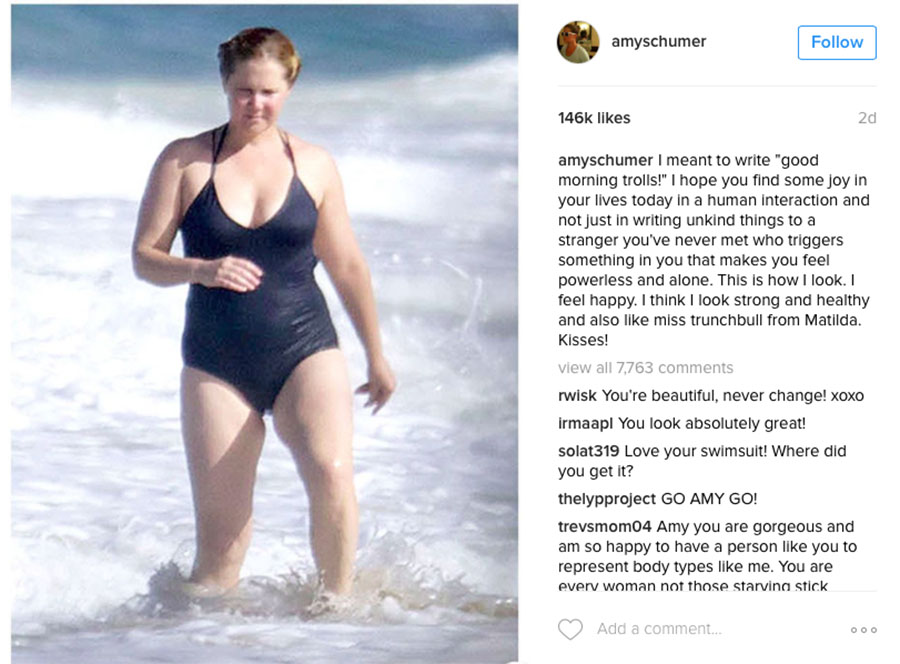 amyschumer
Follow
146k likes
2d
amyschumer I meant to write "good
morning trolls!" I hope you find some joy in
your lives today in a human interaction and
not just in writing unkind things to a
stranger you've never met who triggers
something in you that makes you feel
powerless and alone. This is how I look. I
feel happy. I think I look strong and healthy
and also like miss trunchbull from Matilda.
Kisses!
view all 7,763 comments
rwisk You're beautiful, never change! xoxo
irmaapl You look absolutely great!
solat319 Love your swimsuit! Where did
you get it?
thelypproject GO AMY GO!
trevsmom04 Amy you are gorgeous and
am so happy to have a person like you to
represent body types like me. You are
every woman not those starving stick
Add a comment...